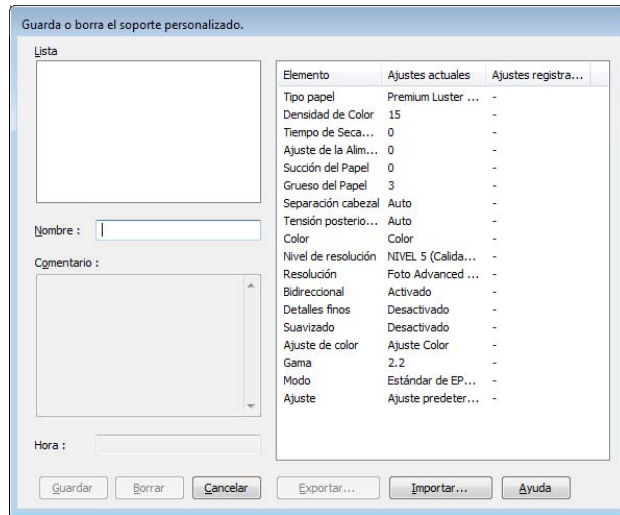 Guarda o borra el soporte personalizado.
Lista
Nombre :
Comentario :
Hora :
Elemento Ajustes actuales Ajustes registra...
Tipo papel Premium Luster ... -
Densidad de Color 15 -
Tiempo de Seca... 0 -
Ajuste de la Alim... 0 -
Succión del Papel 0 -
Grueso del Papel 3 -
Separación cabezal Auto -
Tensión posterio... Auto -
Color Color -
Nivel de resolución NIVEL 5 (Calida... -
Resolución Foto Advanced ... -
Bidireccional Activado -
Detalles finos Desactivado -
Suavizado Desactivado -
Ajuste de color Ajuste Color -
Gama 2.2 -
Modo Estándar de EP... -
Ajuste Ajuste predeter... -
Guardar Borrar Cancelar Exportar... Importar... Ayuda